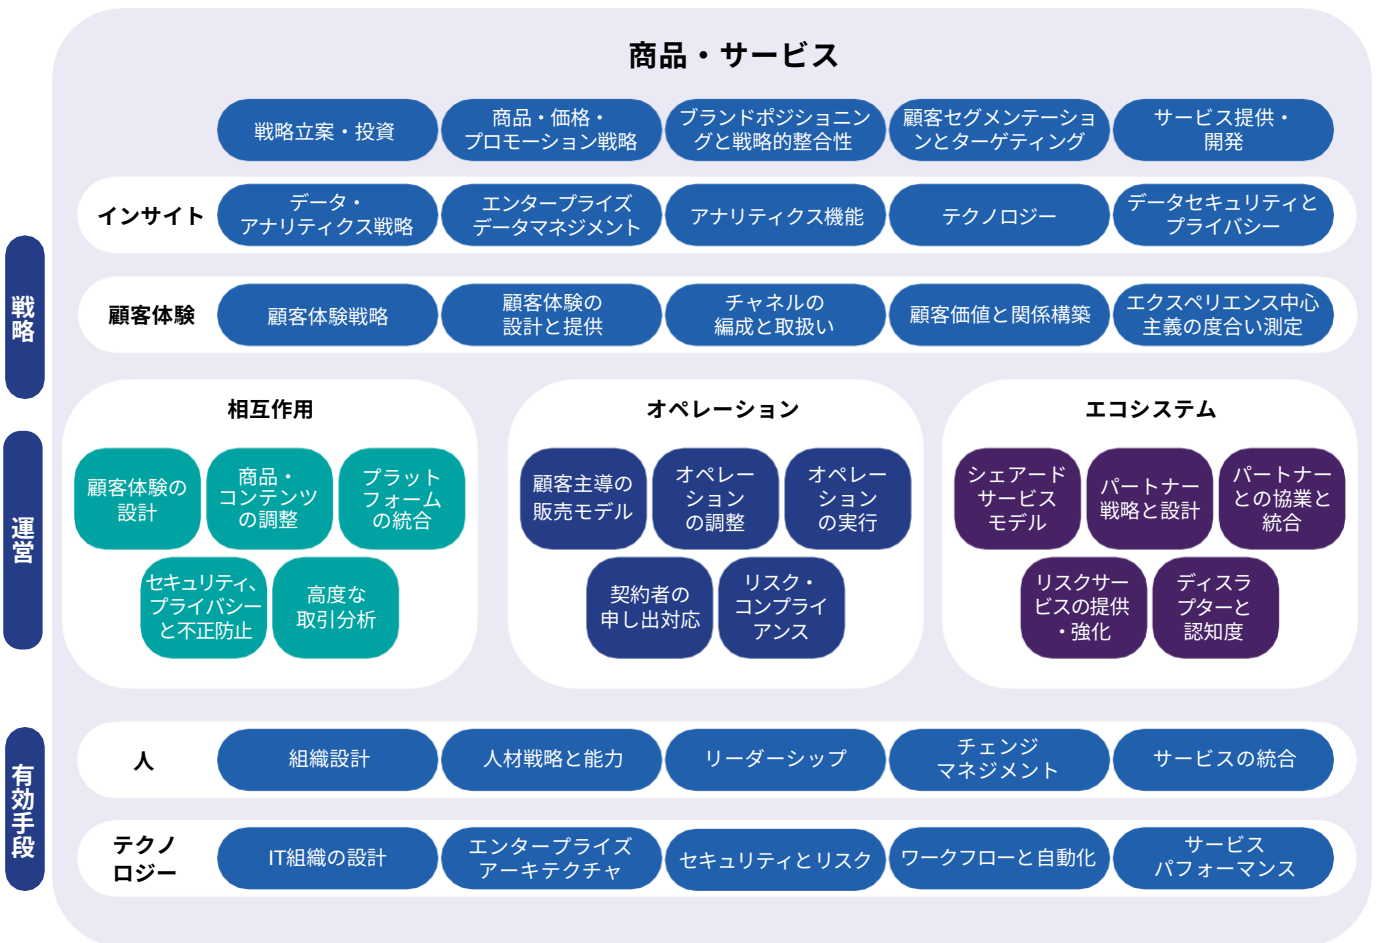 商品・サービス
戦略立案・投資
商品・価格・
プロモーション戦略
ブランドポジショニン
グと戦略的整合性
顧客セグメンテーショ
ンとターゲティング
サービス提供・
開発
インサイト
データ・
アナリティクス戦略
エンタープライズ
データマネジメント
アナリティクス機能
テクノロジー
データセキュリティと
プライバシー
戦略
顧客体験
顧客体験戦略
顧客体験の
設計と提供
チャネルの
編成と取扱い
顧客価値と関係構築
エクスペリエンス中心
主義の度合い測定
運営
相互作用
顧客体験の
設計
商品・
コンテンツ
の調整
プラット
フォーム
の統合
セキュリティ、
プライバシー
と不正防止
高度な
取引分析
オペレーション
顧客主導の
販売モデル
オペレー
ション
の調整
オペレー
ション
の実行
契約者の
申し出対応
リスク・
コンプライ
アンス
エコシステム
シェアード
サービス
モデル
パートナー
戦略と設計
パートナー
との協業と
統合
リスクサー
ビスの提供
・強化
ディスラ
プターと
認知度
有効手段
人
組織設計
人材戦略と能力
リーダーシップ
チェンジ
マネジメント
サービスの統合
テクノ
ロジー
IT組織の設計
エンタープライズ
アーキテクチャ
セキュリティとリスク
ワークフローと自動化
サービス
パフォーマンス